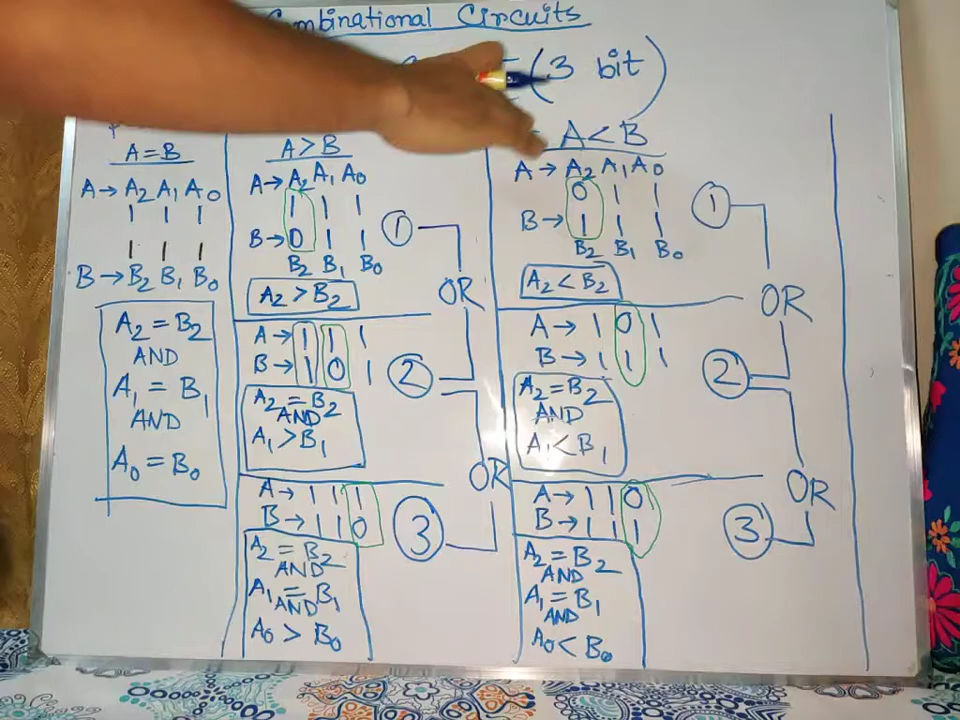 Combinational Circuits
(3 bit)
A=B
A→ A2 A1 A0
1 1 1
1 1 1
B→B2 B1 B0
A2 = B2
AND
A1 = B1
AND
A0 = B0
A>B
A→ A2 A1 A0
1 1 1
B→ 0 1 1
B2 B1 B0
A2 > B2
1
OR
A→ 1 1 1
B→ 1 0 1
2
A2 = B2
AND
A1 > B1
OR
A→ 1 1 1
B→ 1 1 0
3
A2 = B2
AND
A1 = B1
AND
A0 > B0
A<B
A→ A2 A1 A0
0 1 1
B→ 1 1 1
B2 B1 B0
A2 < B2
1
OR
A→ 1 0 1
B→ 1 1 1
2
A2 = B2
AND
A1 < B1
OR
A→ 1 1 0
B→ 1 1 1
3
A2 = B2
AND
A1 = B1
AND
A0 < B0